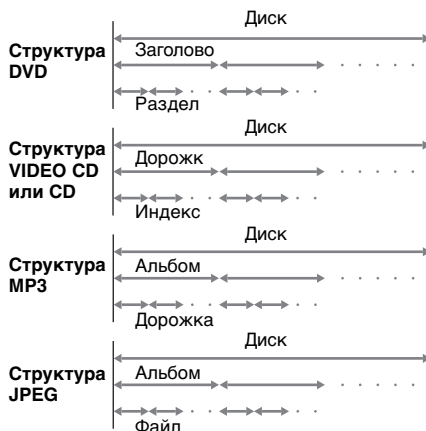 Диск
Структура
DVD
Заголово
Раздел
Диск
Структура
VIDEO CD
или CD
Дорожк
Индекс
Диск
Структура
MP3
Альбом
Дорожка
Диск
Структура
JPEG
Альбом
Файл